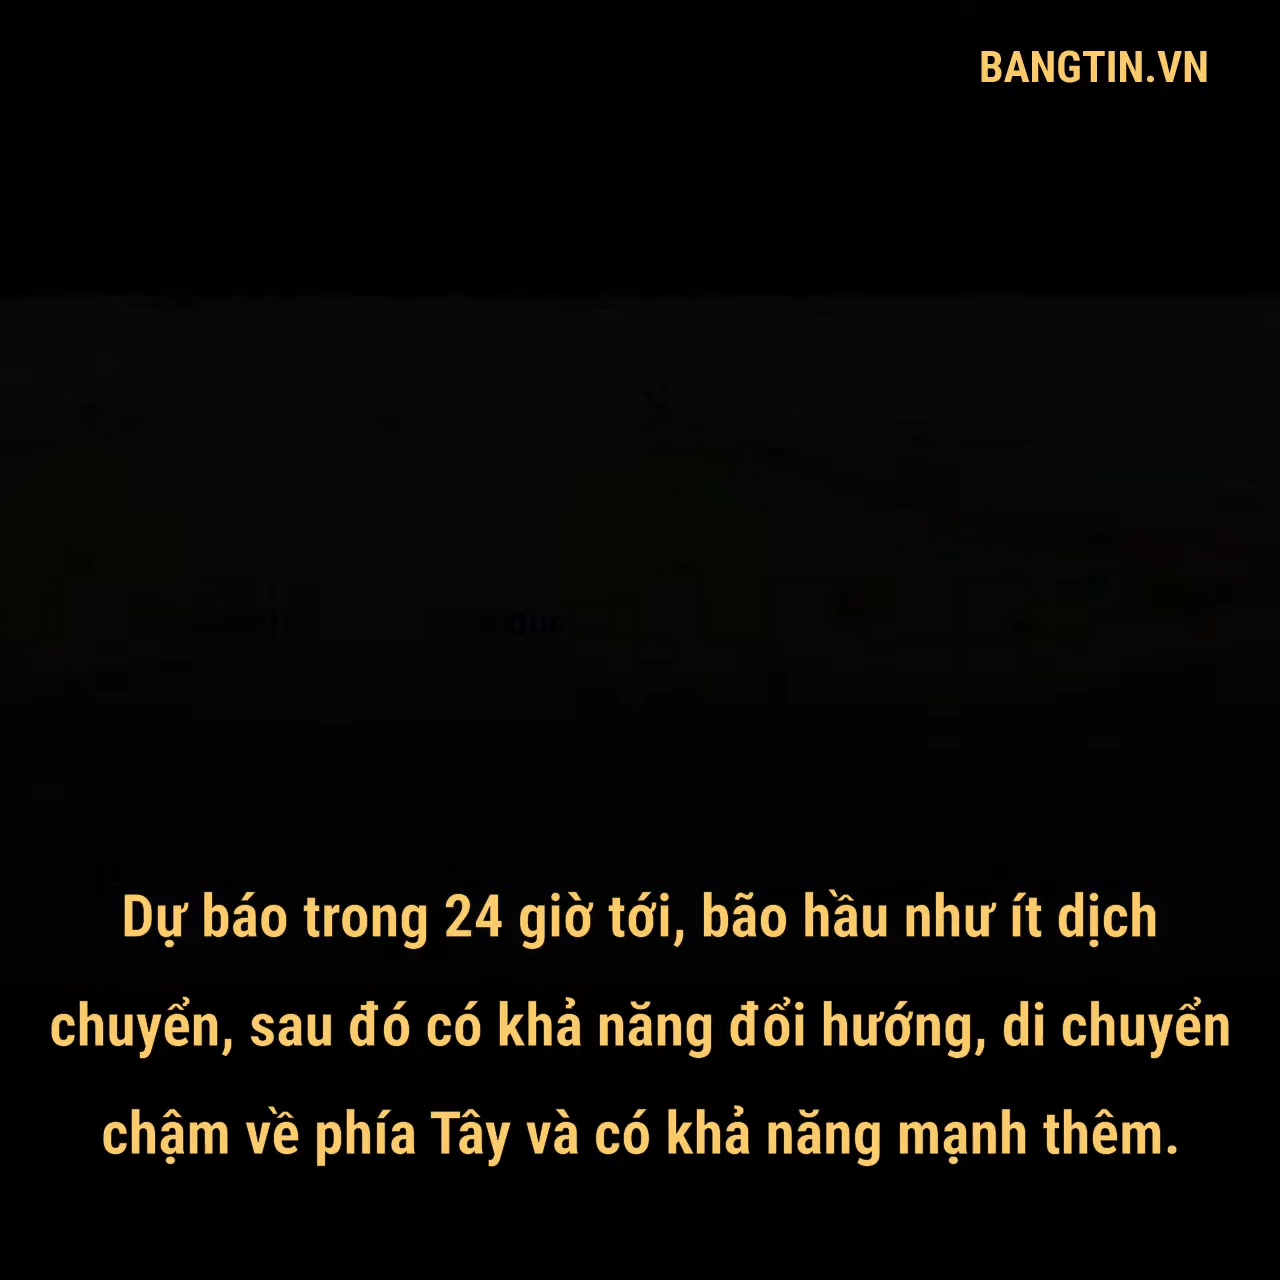 BANGTIN.VN
Dự báo trong 24 giờ tới, bão hầu như ít dịch
chuyển, sau đó có khả năng đổi hướng, di chuyển
chậm về phía Tây và có khả năng mạnh thêm.